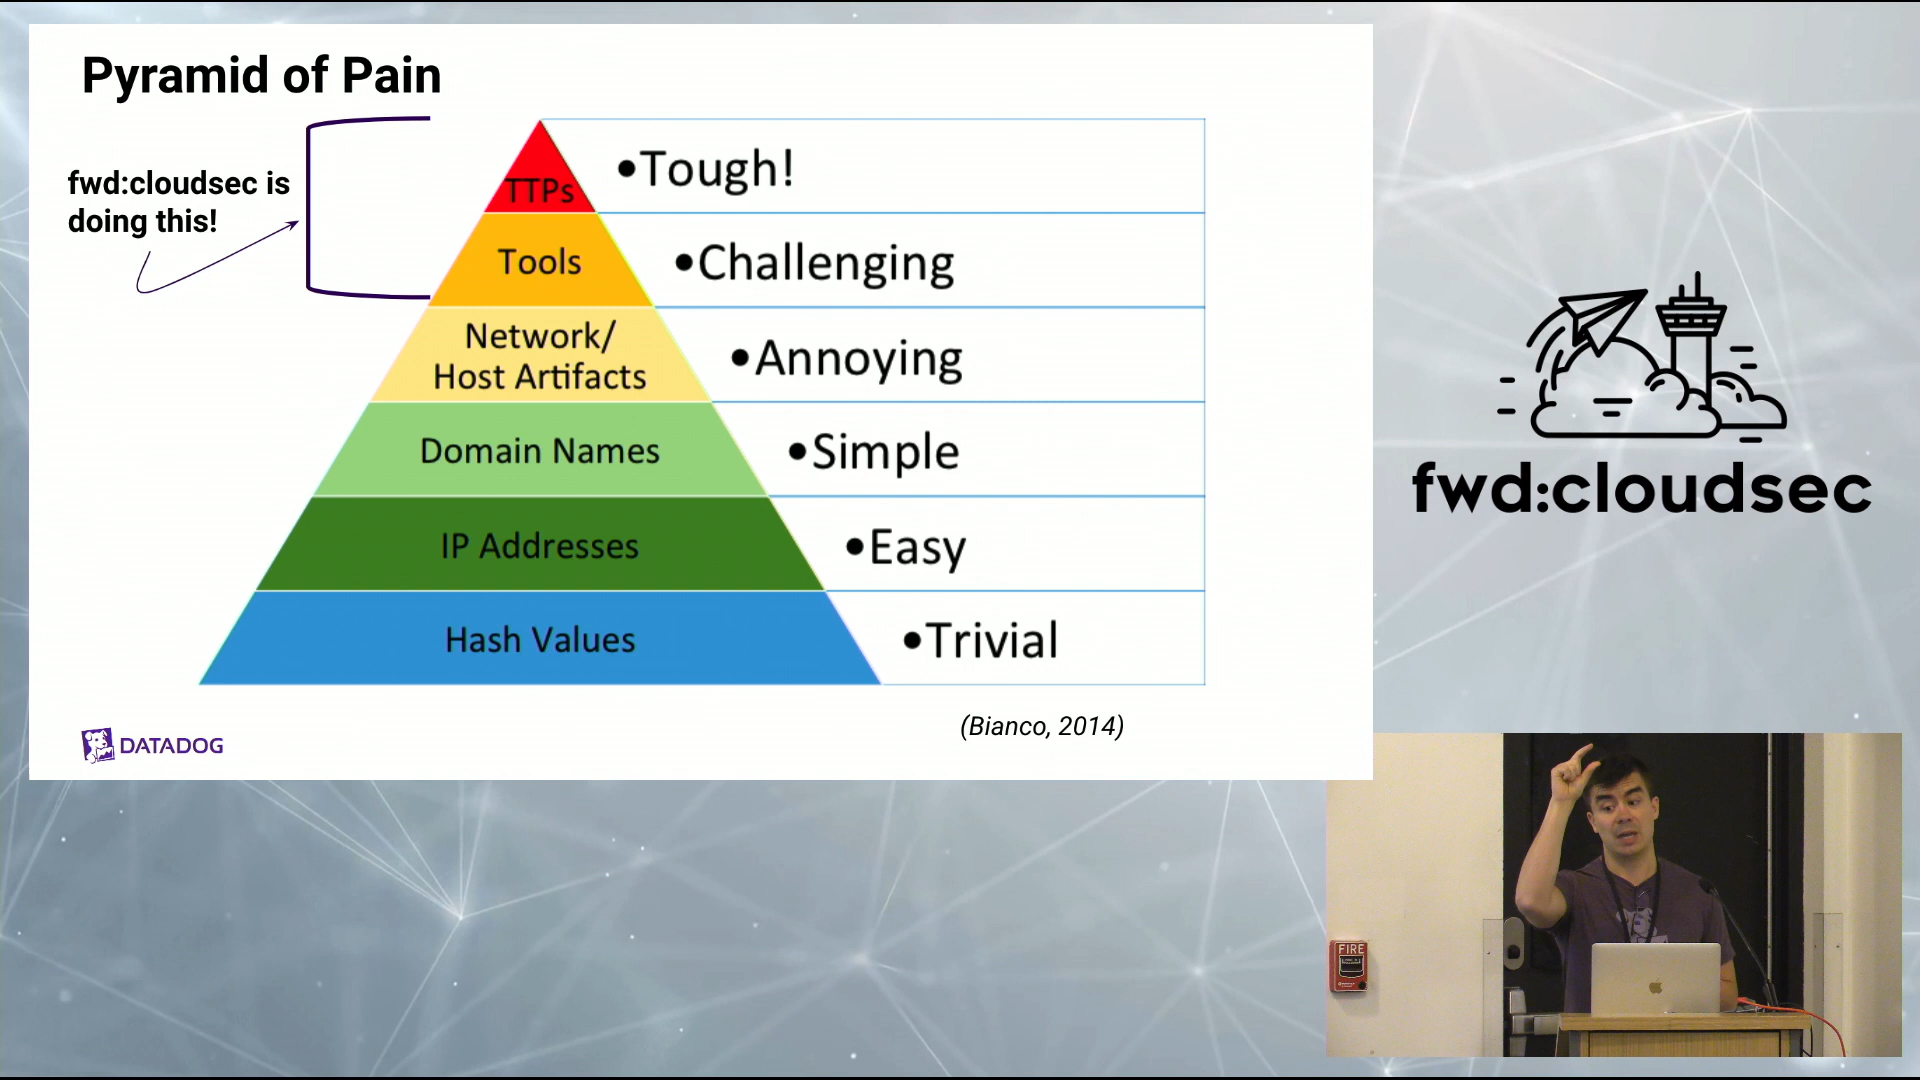 Pyramid of Pain
fwd:cloudsec is
doing this!
TTPs
•Tough!
Tools
•Challenging
Network/
Host Artifacts
•Annoying
Domain Names
•Simple
IP Addresses
•Easy
Hash Values
•Trivial
(Bianco, 2014)
DATADOG
fwd:cloudsec
FIRE